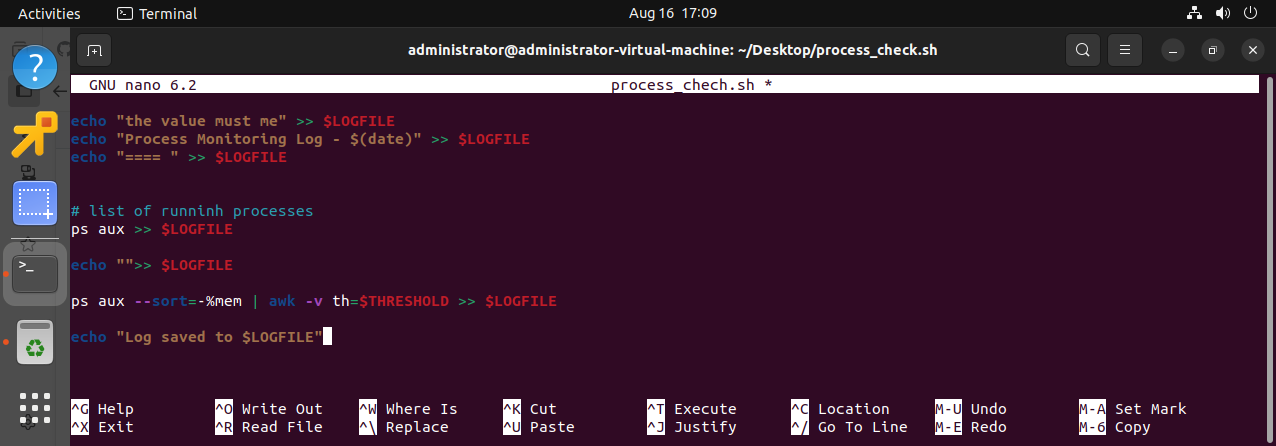 Activities Terminal Aug 16 17:09
administrator@administrator-virtual-machine: ~/Desktop/process_check.sh
GNU nano 6.2 process_chech.sh *
echo "the value must me" >> $LOGFILE
echo "Process Monitoring Log - $(date)" >> $LOGFILE
echo "==== " >> $LOGFILE
# list of runninh processes
ps aux >> $LOGFILE
echo "">> $LOGFILE
ps aux --sort=-%mem | awk -v th=$THRESHOLD >> $LOGFILE
echo "Log saved to $LOGFILE"
^G Help ^O Write Out ^W Where Is ^K Cut ^T Execute ^C Location M-U Undo M-A Set Mark
^X Exit ^R Read File ^\ Replace ^U Paste ^J Justify ^/ Go To Line M-E Redo M-6 Copy